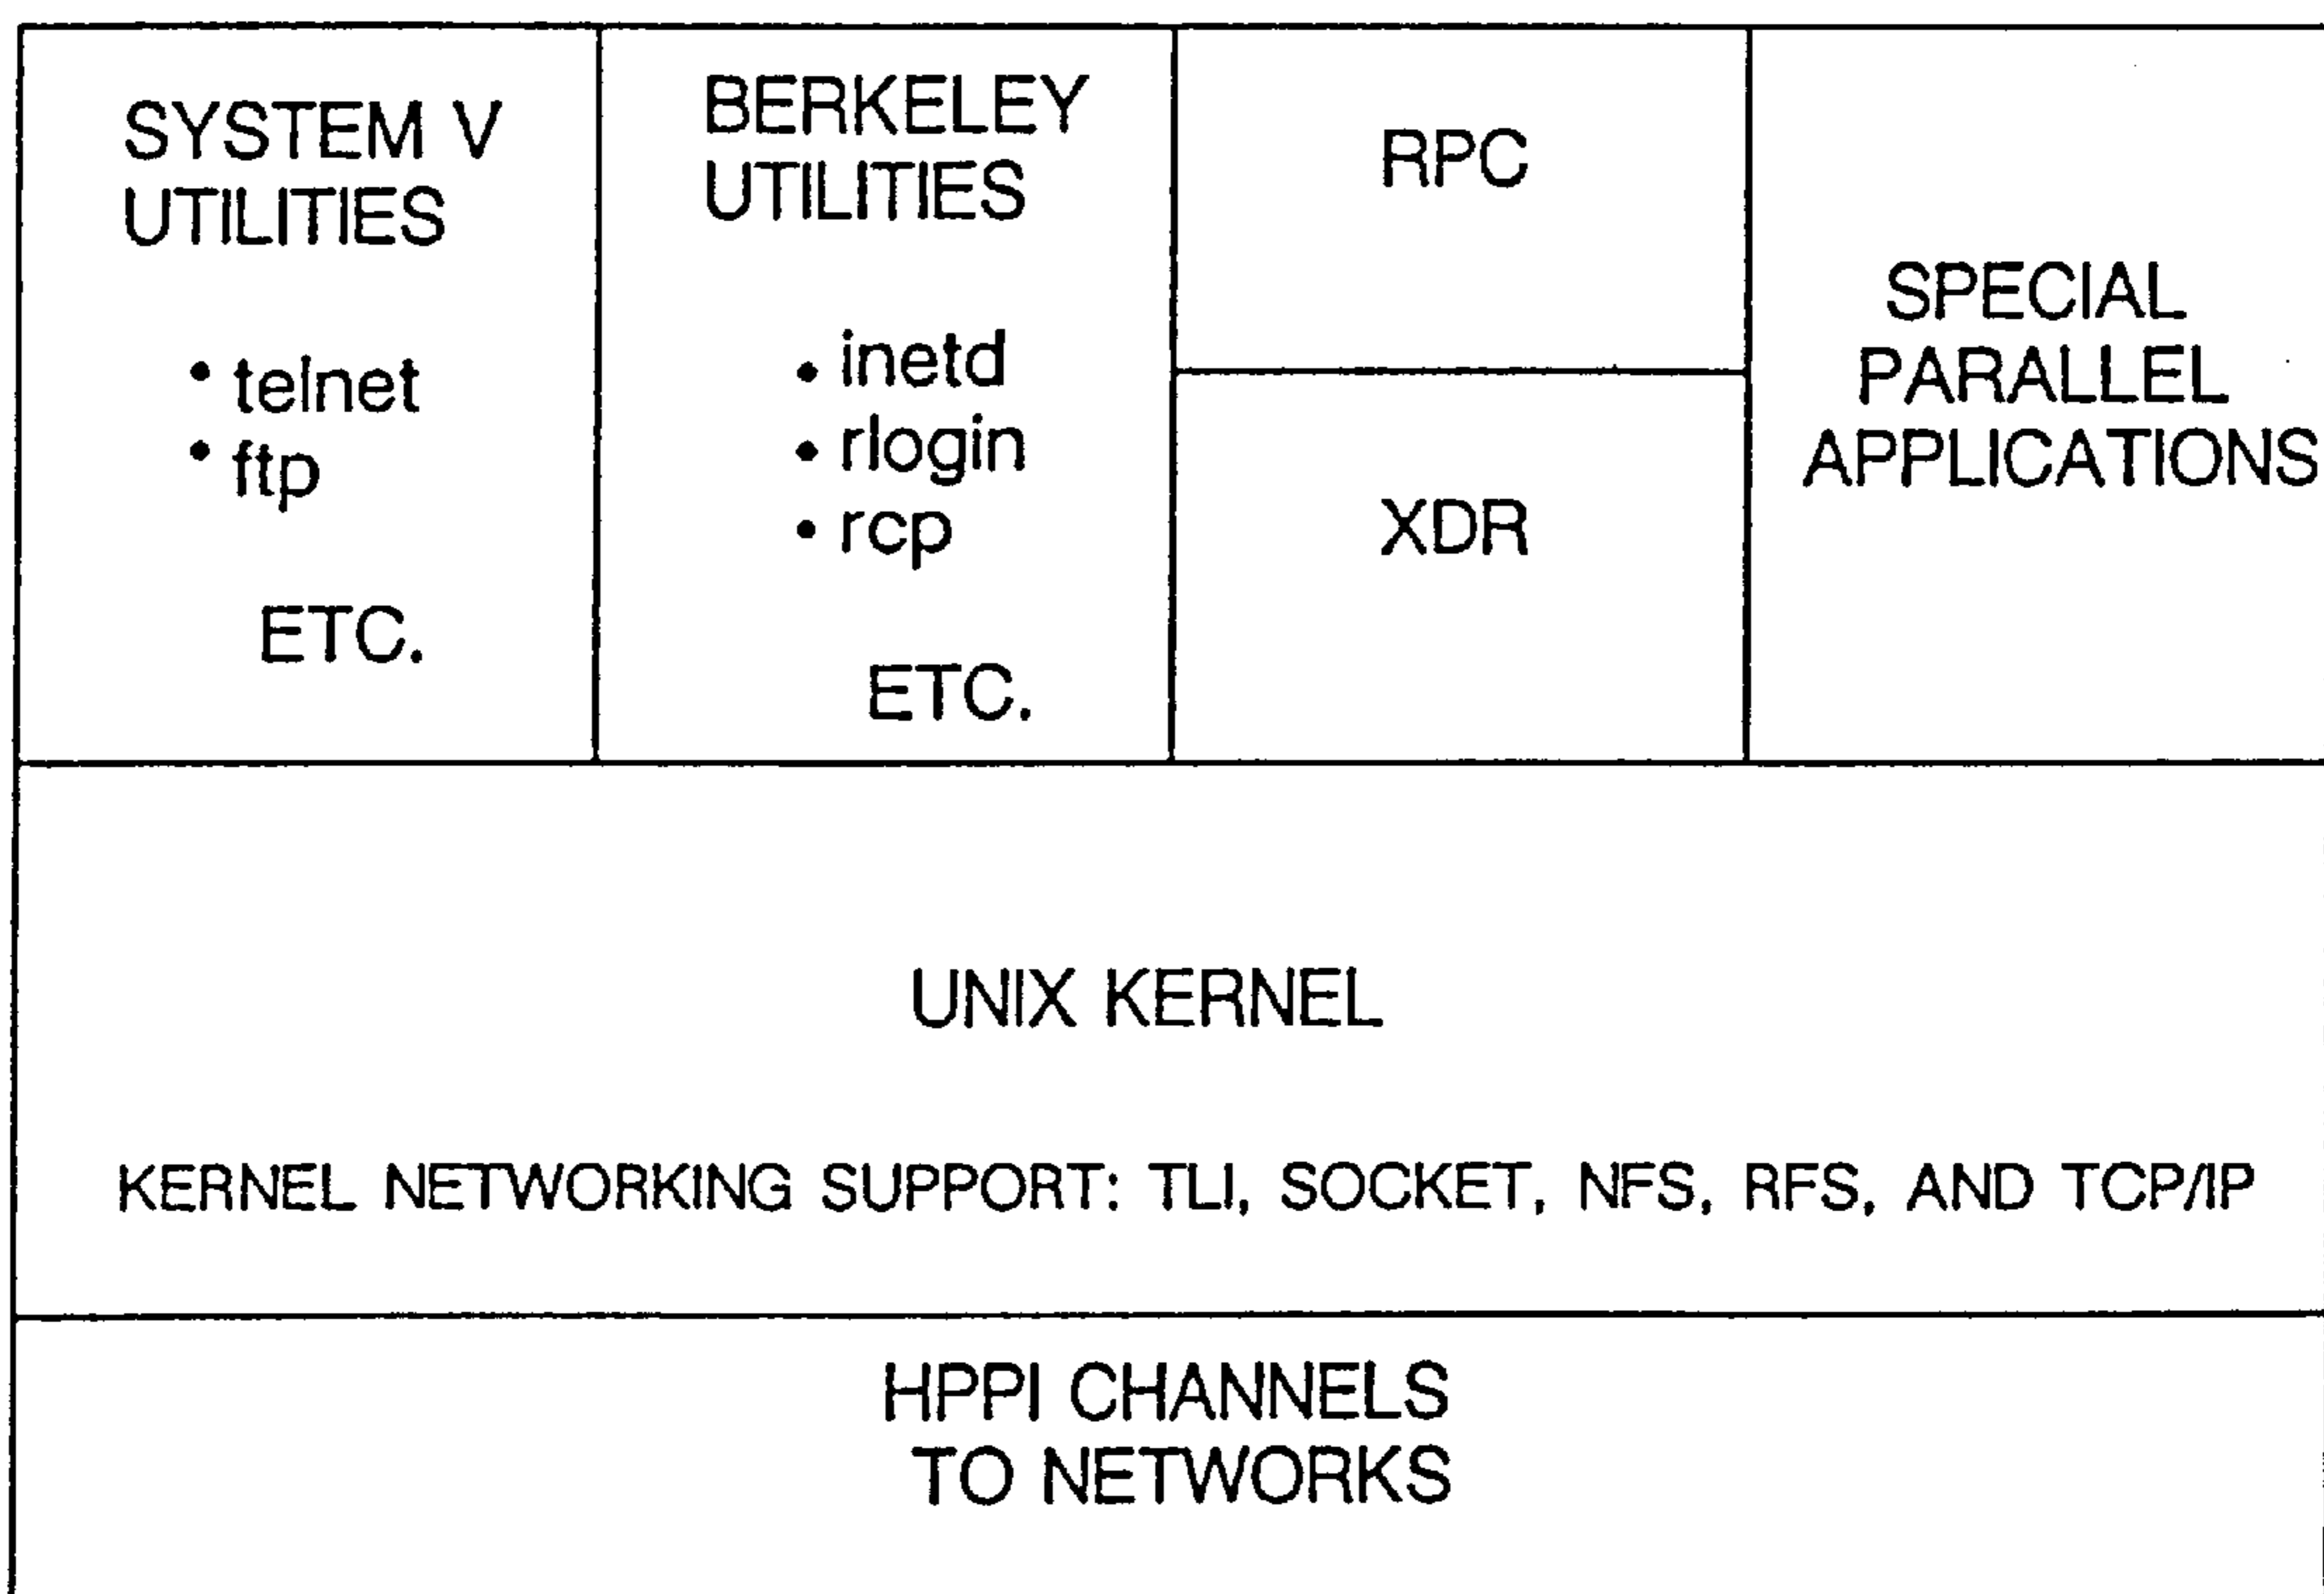 SYSTEM V
UTILITIES
• telnet
• ftp
ETC.
BERKELEY
UTILITIES
• inetd
• rlogin
• rcp
ETC.
RPC
XDR
SPECIAL
PARALLEL
APPLICATIONS
UNIX KERNEL
KERNEL NETWORKING SUPPORT: TLI, SOCKET, NFS, RFS, AND TCP/IP
HPPI CHANNELS
TO NETWORKS